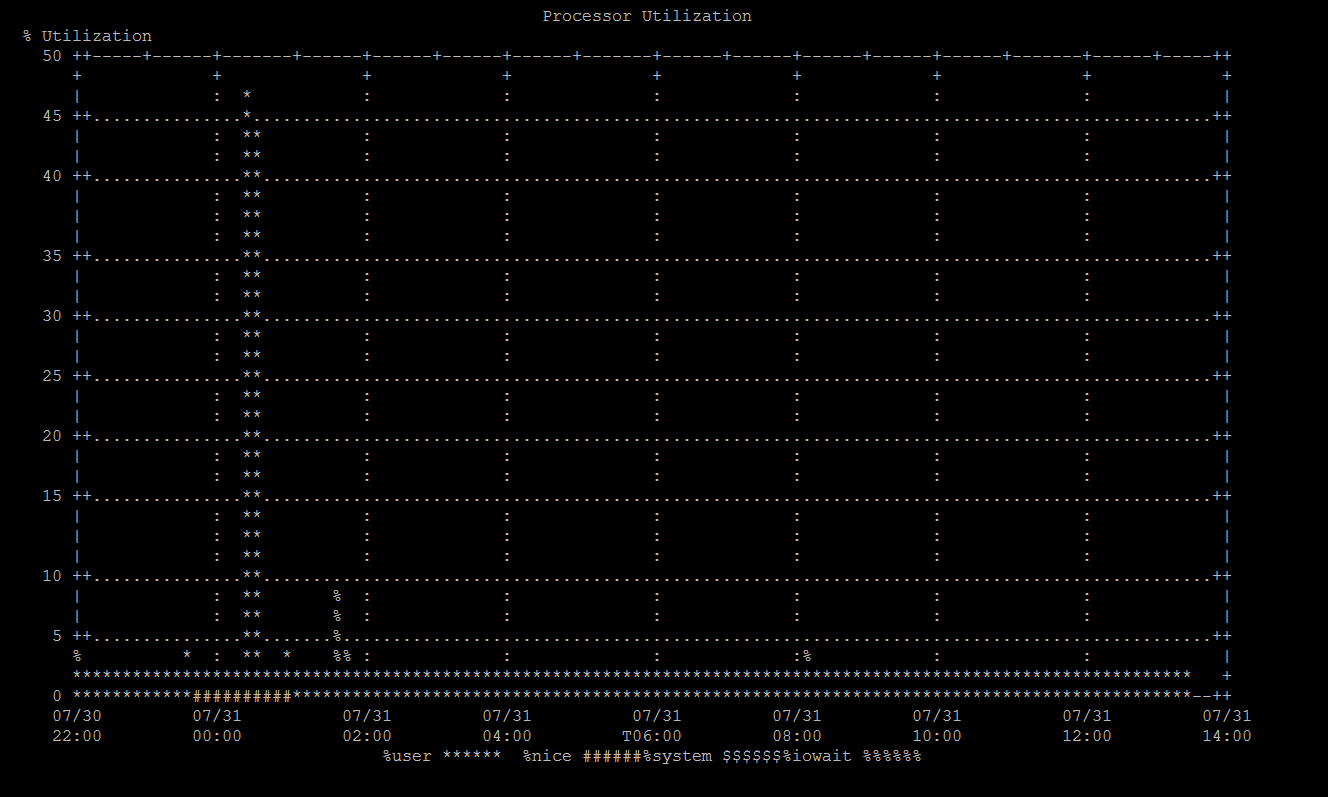 Processor Utilization
% Utilization
50
45
40
35
30
25
20
15
10
5
0
07/30 07/31 07/31 07/31 07/31 07/31 07/31 07/31 07/31
22:00 00:00 02:00 04:00 T06:00 08:00 10:00 12:00 14:00
%user ****** %nice ######%system $$$$$$%iowait %%%%%%